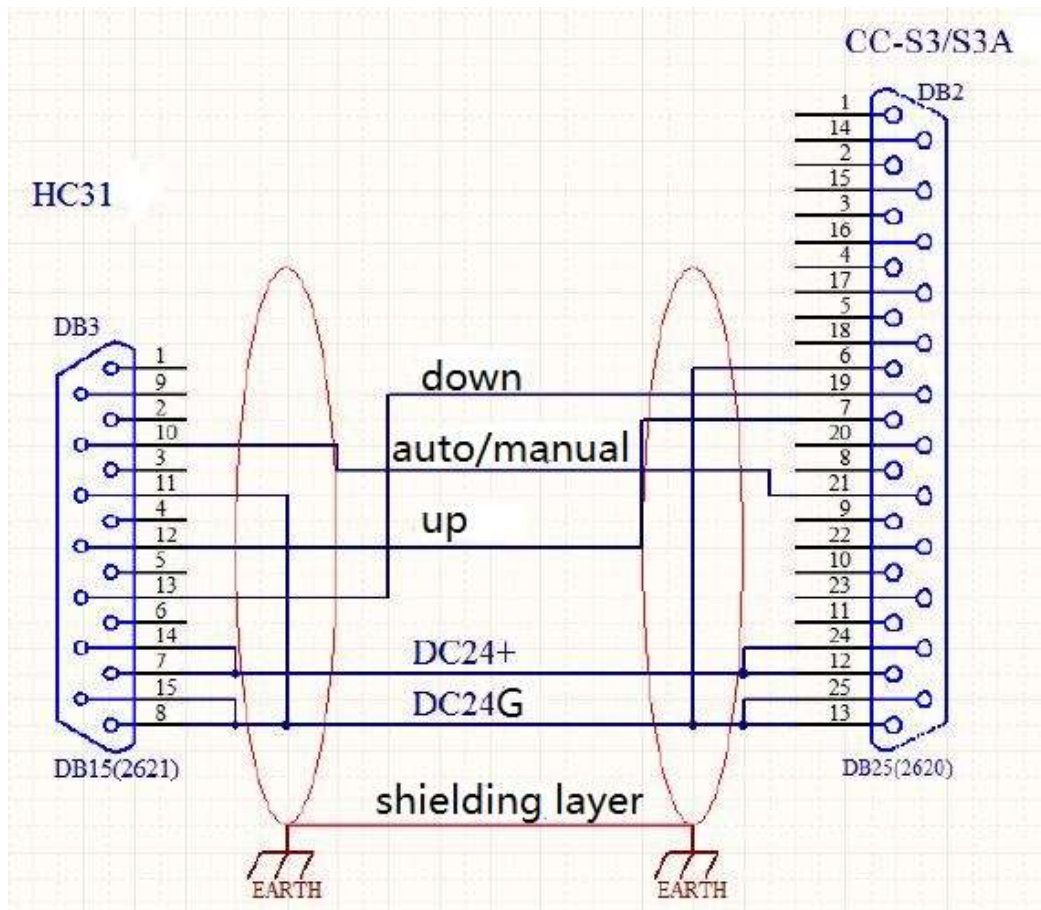 CC-S3/S3A
DB2
1
14
2
15
3
16
4
17
5
18
6
19
7
20
8
21
9
22
10
23
11
24
12
25
13
DB25(2620)
HC31
DB3
1
9
2
10
3
11
4
12
5
13
6
14
7
15
8
DB15(2621)
down
auto/manual
up
DC24+
DC24G
shielding layer
EARTH
EARTH